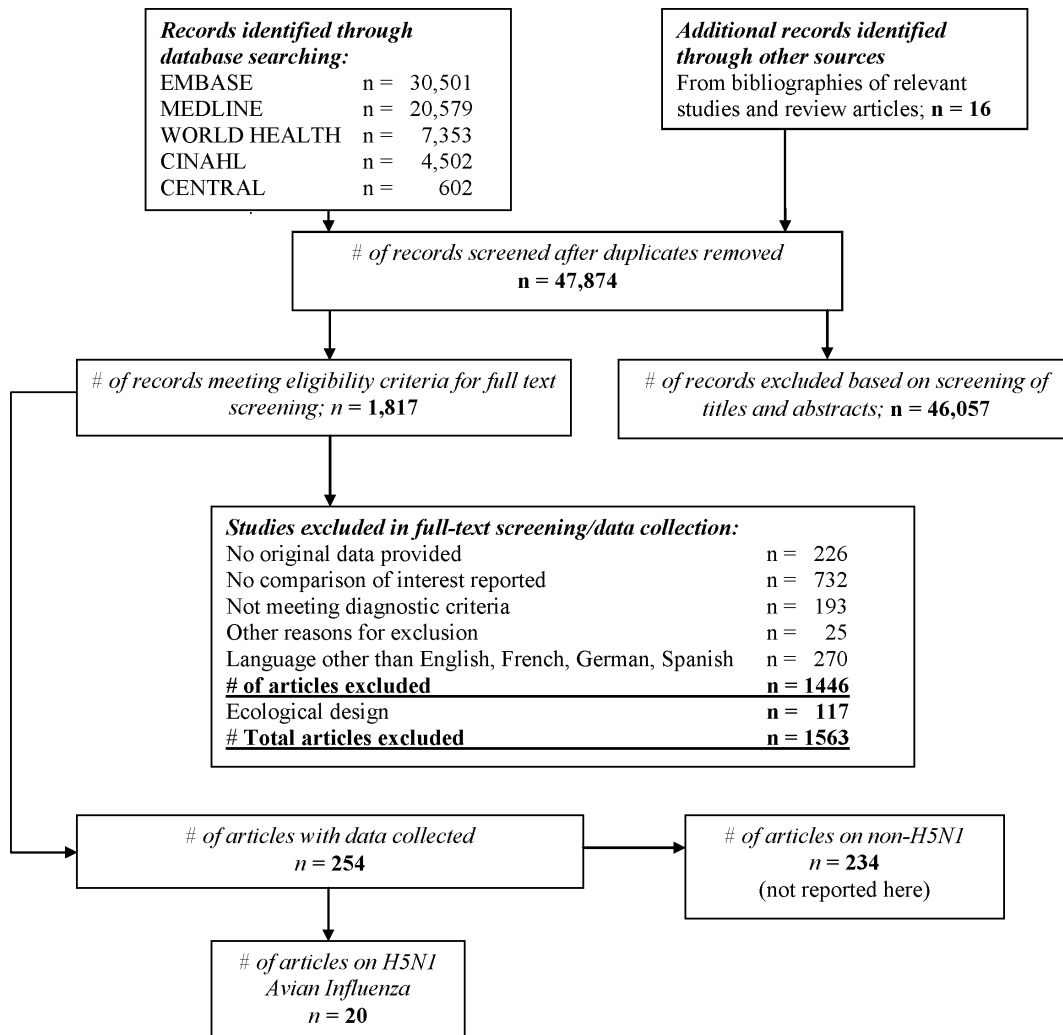 Records identified through
database searching:
EMBASE n = 30,501
MEDLINE n = 20,579
WORLD HEALTH n = 7,353
CINAHL n = 4,502
CENTRAL n = 602
Additional records identified
through other sources
From bibliographies of relevant
studies and review articles; n = 16
# of records screened after duplicates removed
n = 47,874
# of records meeting eligibility criteria for full text
screening; n = 1,817
# of records excluded based on screening of
titles and abstracts; n = 46,057
Studies excluded in full-text screening/data collection:
No original data provided n = 226
No comparison of interest reported n = 732
Not meeting diagnostic criteria n = 193
Other reasons for exclusion n = 25
Language other than English, French, German, Spanish n = 270
# of articles excluded n = 1446
Ecological design n = 117
# Total articles excluded n = 1563
# of articles with data collected
n = 254
# of articles on non-H5N1
n = 234
(not reported here)
# of articles on H5N1
Avian Influenza
n = 20